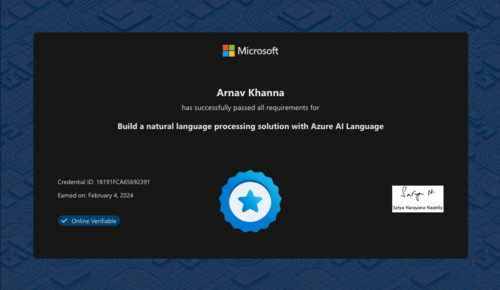 Microsoft
Arnav Khanna
has successfully passed all requirements for
Build a natural language processing solution with Azure AI Language
Credential ID: 18191FCA65692391
Earned on: February 4, 2024
Online Verifiable
Satya N.
Satya Narayana Nadella